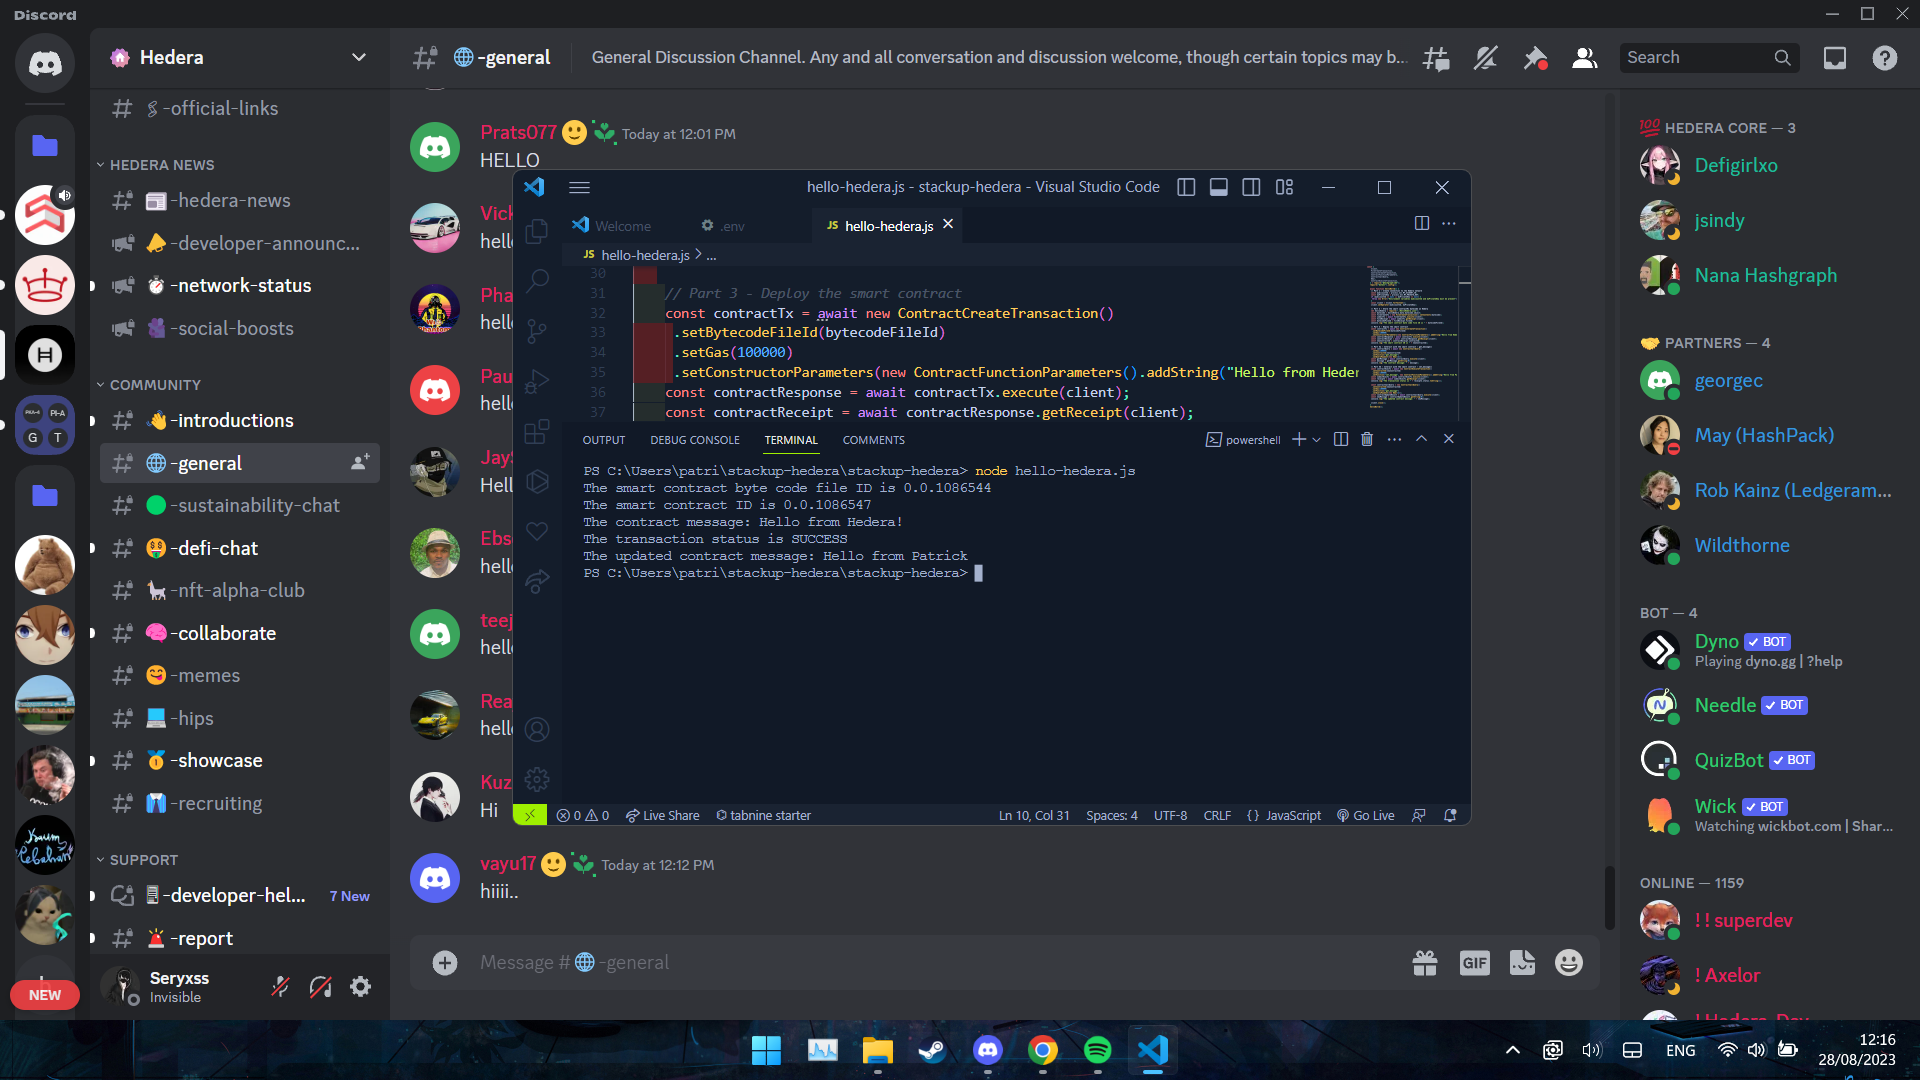 Discord
Hedera
-official-links
HEDERA NEWS
-hedera-news
-developer-announc...
-network-status
-social-boosts
COMMUNITY
-introductions
-general
-sustainability-chat
-defi-chat
-nft-alpha-club
-collaborate
-memes
-hips
-showcase
-recruiting
SUPPORT
-developer-hel... 7 New
-report
NEW
Seryxss
Invisible
-general
General Discussion Channel. Any and all conversation and discussion welcome, though certain topics may b...
Search
Prats077 Today at 12:01 PM
HELLO
Vick
hell
Pha
hell
Pau
hell
JayS
Hell
Ebs
hell
teej
hell
Rea
hell
Kuz
Hi
vayu17 Today at 12:12 PM
hiiii..
Message # -general
GIF
hello-hedera.js - stackup-hedera - Visual Studio Code
Welcome
.env
JS hello-hedera.js
JS hello-hedera.js > ...
30
31 // Part 3 - Deploy the smart contract
32 const contractTx = await new ContractCreateTransaction()
33 .setBytecodeFileId(bytecodeFileId)
34 .setGas(100000)
35 .setConstructorParameters(new ContractFunctionParameters().addString("Hello from Heder
36 const contractResponse = await contractTx.execute(client);
37 const contractReceipt = await contractResponse.getReceipt(client);
OUTPUT DEBUG CONSOLE TERMINAL COMMENTS
powershell
PS C:\Users\patri\stackup-hedera\stackup-hedera> node hello-hedera.js
The smart contract byte code file ID is 0.0.1086544
The smart contract ID is 0.0.1086547
The contract message: Hello from Hedera!
The transaction status is SUCCESS
The updated contract message: Hello from Patrick
PS C:\Users\patri\stackup-hedera\stackup-hedera>
0 0 Live Share tabnine starter Ln 10, Col 31 Spaces: 4 UTF-8 CRLF {} JavaScript Go Live
HEDERA CORE — 3
Defigirlxo
jsindy
Nana Hashgraph
PARTNERS — 4
georgec
May (HashPack)
Rob Kainz (Ledgeram...
Wildthorne
BOT — 4
Dyno BOT
Playing dyno.gg | ?help
Needle BOT
QuizBot BOT
Wick BOT
Watching wickbot.com | Shar...
ONLINE — 1159
! ! superdev
! Axelor
ENG
12:16
28/08/2023